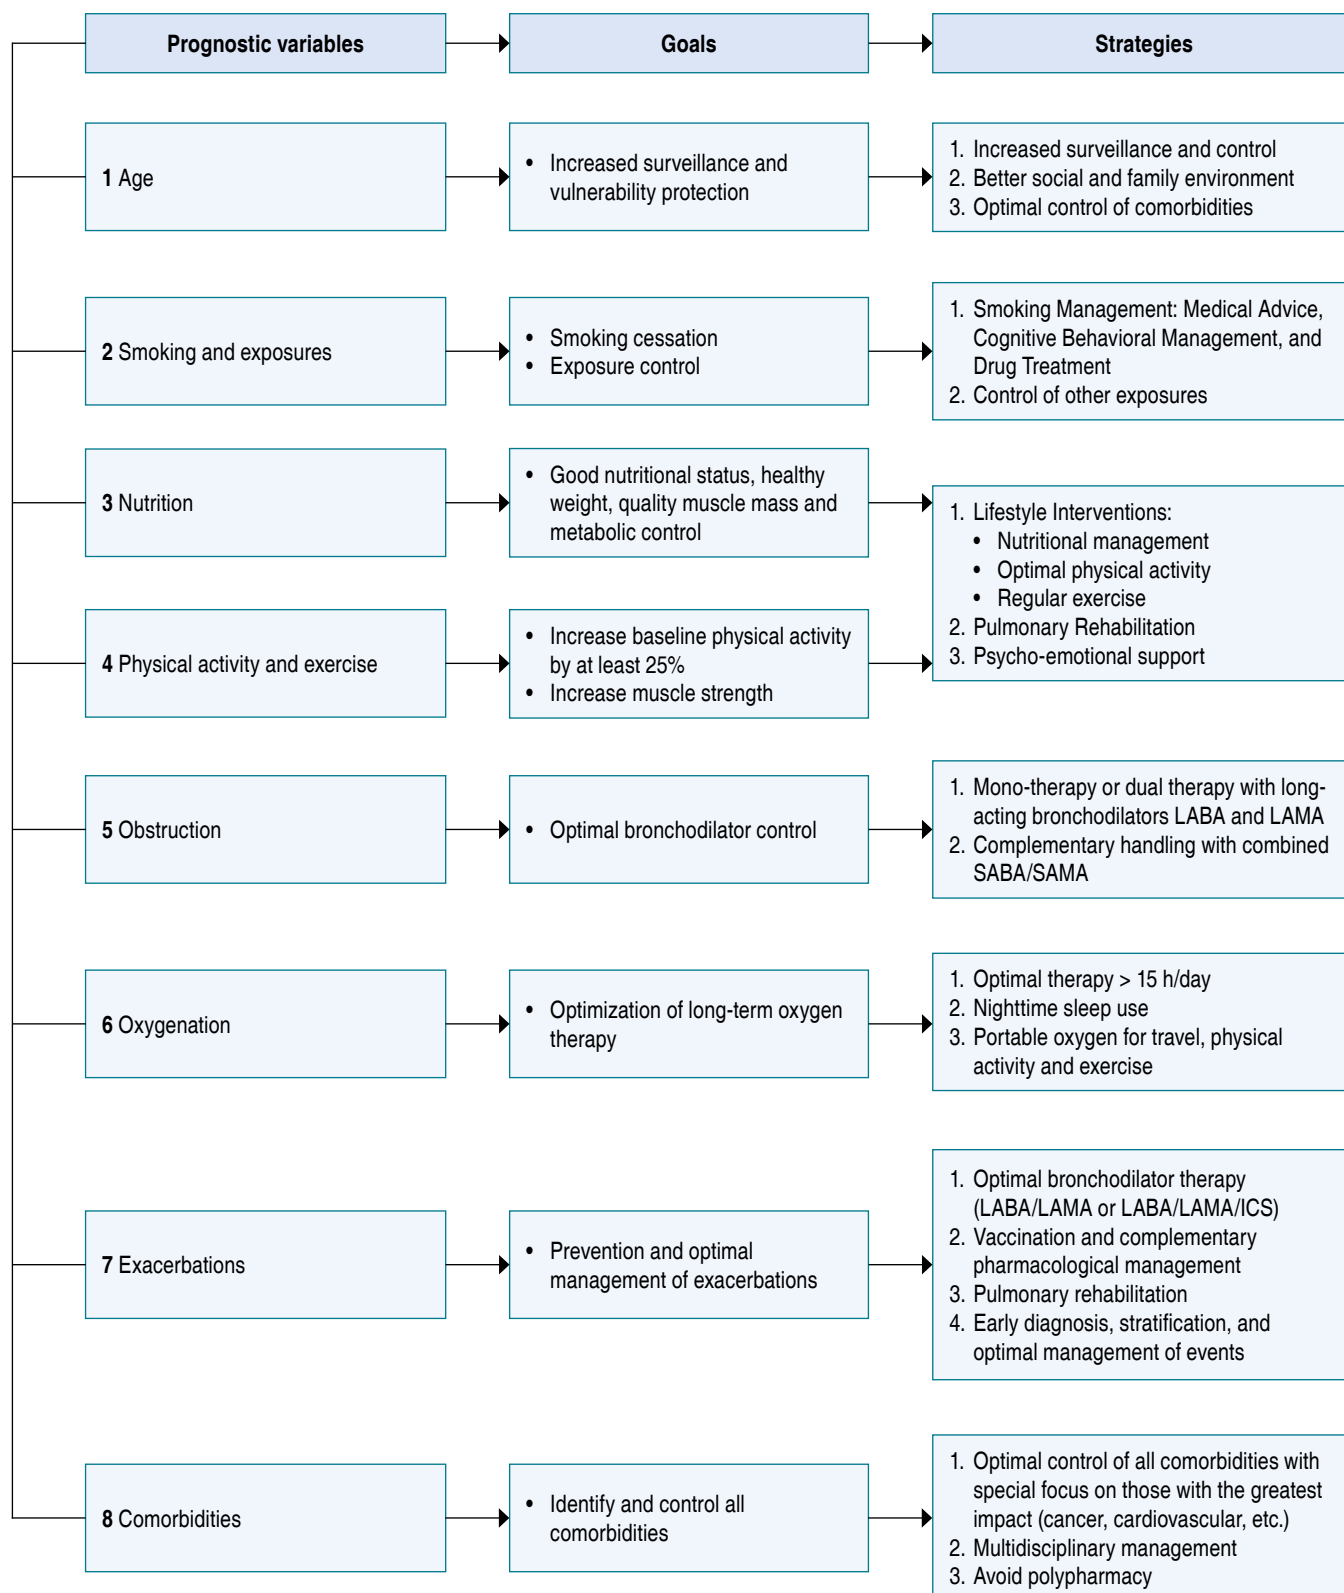 Prognostic variables
Goals
Strategies
1 Age
• Increased surveillance and
vulnerability protection
1. Increased surveillance and control
2. Better social and family environment
3. Optimal control of comorbidities
2 Smoking and exposures
• Smoking cessation
• Exposure control
1. Smoking Management: Medical Advice,
Cognitive Behavioral Management, and
Drug Treatment
2. Control of other exposures
3 Nutrition
• Good nutritional status, healthy
weight, quality muscle mass and
metabolic control
1. Lifestyle Interventions:
• Nutritional management
• Optimal physical activity
• Regular exercise
2. Pulmonary Rehabilitation
3. Psycho-emotional support
4 Physical activity and exercise
• Increase baseline physical activity
by at least 25%
• Increase muscle strength
5 Obstruction
• Optimal bronchodilator control
1. Mono-therapy or dual therapy with long-
acting bronchodilators LABA and LAMA
2. Complementary handling with combined
SABA/SAMA
6 Oxygenation
• Optimization of long-term oxygen
therapy
1. Optimal therapy > 15 h/day
2. Nighttime sleep use
3. Portable oxygen for travel, physical
activity and exercise
7 Exacerbations
• Prevention and optimal
management of exacerbations
1. Optimal bronchodilator therapy
(LABA/LAMA or LABA/LAMA/ICS)
2. Vaccination and complementary
pharmacological management
3. Pulmonary rehabilitation
4. Early diagnosis, stratification, and
optimal management of events
8 Comorbidities
• Identify and control all
comorbidities
1. Optimal control of all comorbidities with
special focus on those with the greatest
impact (cancer, cardiovascular, etc.)
2. Multidisciplinary management
3. Avoid polypharmacy